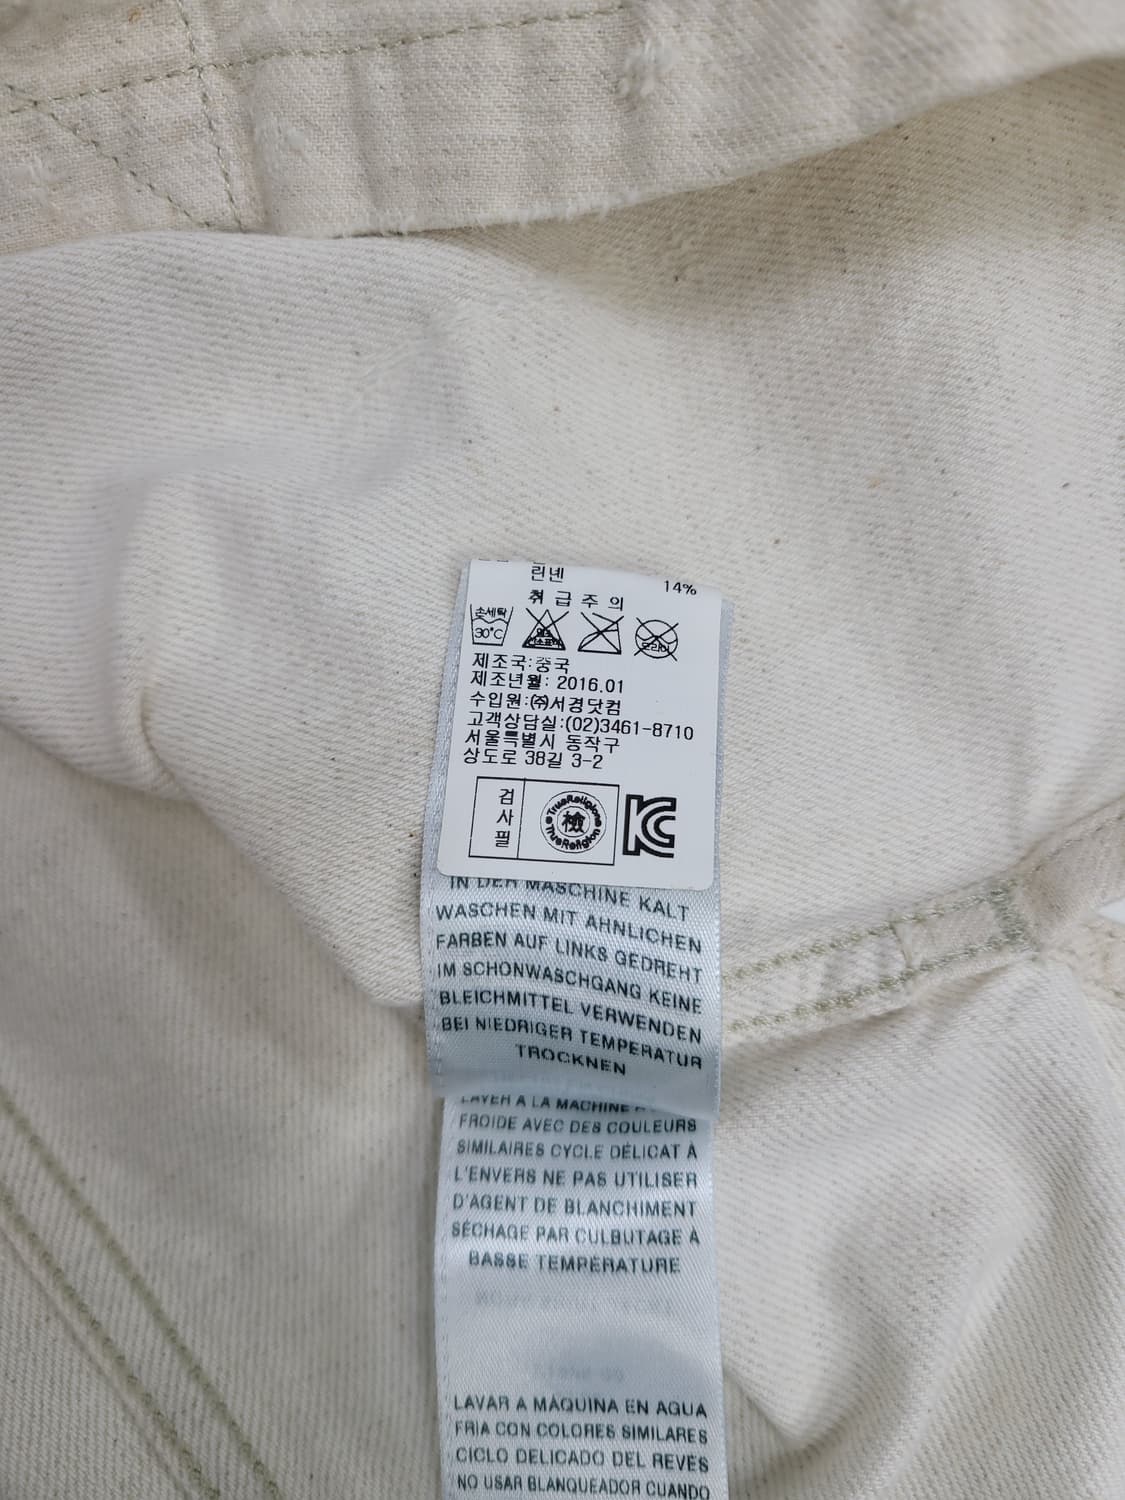 린넨 14%
취급주의
손세탁
30°C
제조국:중국
제조년월: 2016.01
수입원:㈜서경닷컴
고객상담실:(02)3461-8710
서울특별시 동작구
상도로 38길 3-2
검사필
TrueReligion
檢
TrueReligion
KC
IN DER MASCHINE KALT
WASCHEN MIT AHNLICHEN
FARBEN AUF LINKS GEDREHT
IM SCHONWASCHGANG KEINE
BLEICHMITTEL VERWENDEN
BEI NIEDRIGER TEMPERATUR
TROCKNEN
LAVER A LA MACHINE
FROIDE AVEC DES COULEURS
SIMILAIRES CYCLE DÉLICAT À
L'ENVERS NE PAS UTILISER
D'AGENT DE BLANCHIMENT
SÉCHAGE PAR CULBUTAGE À
BASSE TEMPÉRATURE
LAVAR A MÁQUINA EN AGUA
FRIA CON COLORES SIMILARES
CICLO DELICADO DEL REVES
NO USAR BLANQUEADOR CUANDO